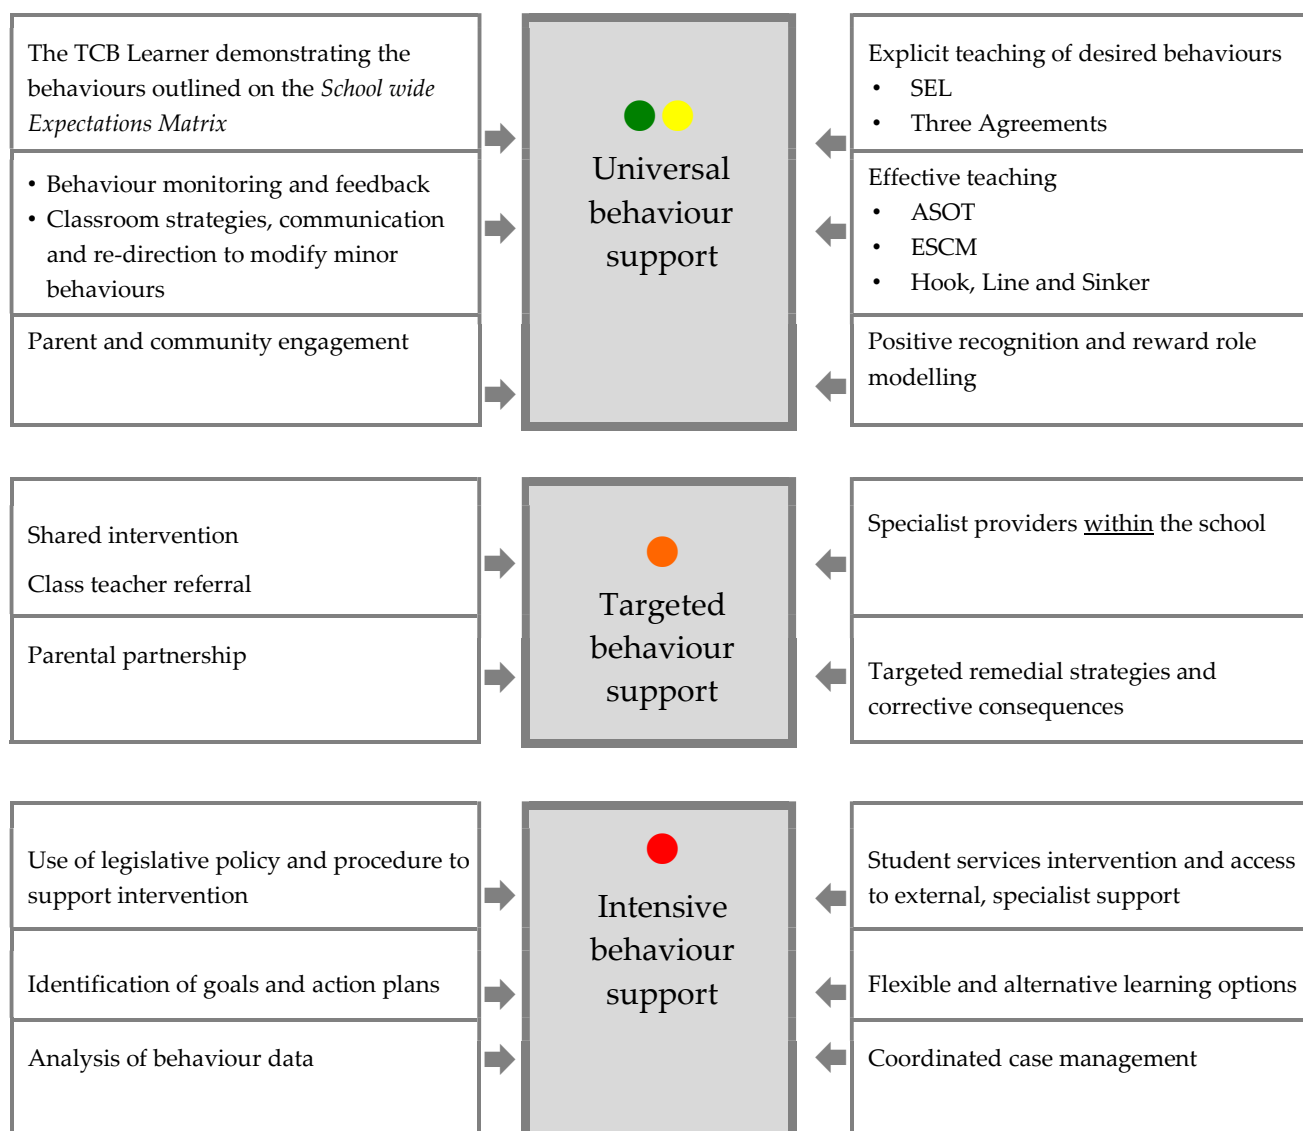 The TCB Learner demonstrating the
behaviours outlined on the School wide
Expectations Matrix
• Behaviour monitoring and feedback
• Classroom strategies, communication
and re-direction to modify minor
behaviours
Parent and community engagement
Universal
behaviour
support
Explicit teaching of desired behaviours
• SEL
• Three Agreements
Effective teaching
• ASOT
• ESCM
• Hook, Line and Sinker
Positive recognition and reward role
modelling
Shared intervention
Class teacher referral
Parental partnership
Targeted
behaviour
support
Specialist providers within the school
Targeted remedial strategies and
corrective consequences
Use of legislative policy and procedure to
support intervention
Identification of goals and action plans
Analysis of behaviour data
Intensive
behaviour
support
Student services intervention and access
to external, specialist support
Flexible and alternative learning options
Coordinated case management